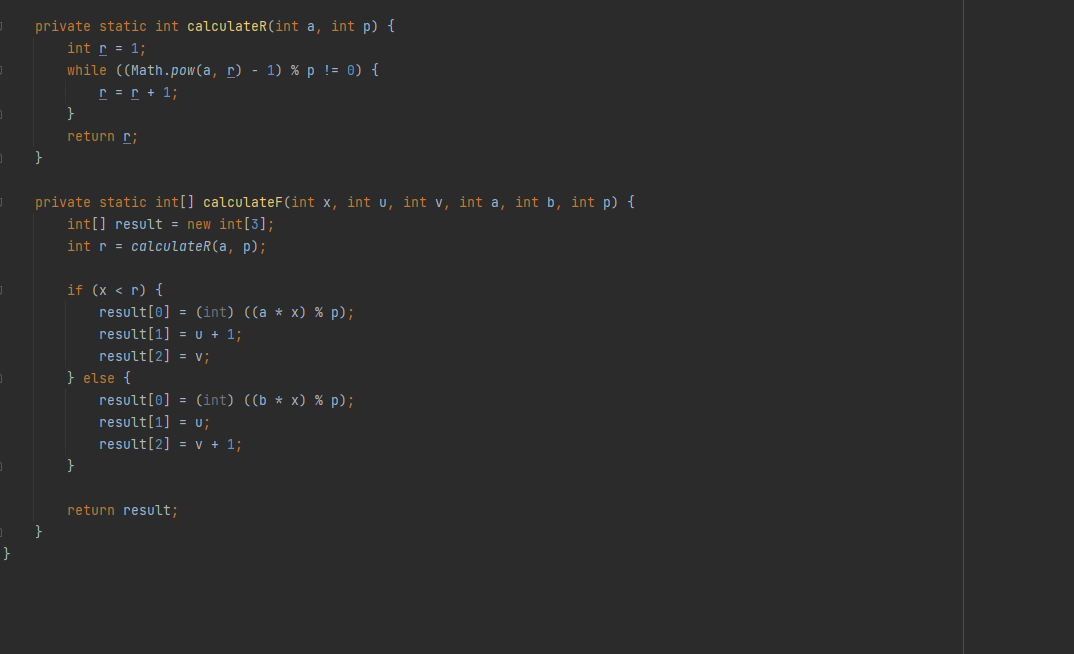 private static int calculateR(int a, int p) {
int r = 1;
while ((Math.pow(a, r) - 1) % p != 0) {
r = r + 1;
}
return r;
}
private static int[] calculateF(int x, int u, int v, int a, int b, int p) {
int[] result = new int[3];
int r = calculateR(a, p);
if (x < r) {
result[0] = (int) ((a * x) % p);
result[1] = u + 1;
result[2] = v;
} else {
result[0] = (int) ((b * x) % p);
result[1] = u;
result[2] = v + 1;
}
return result;
}
}